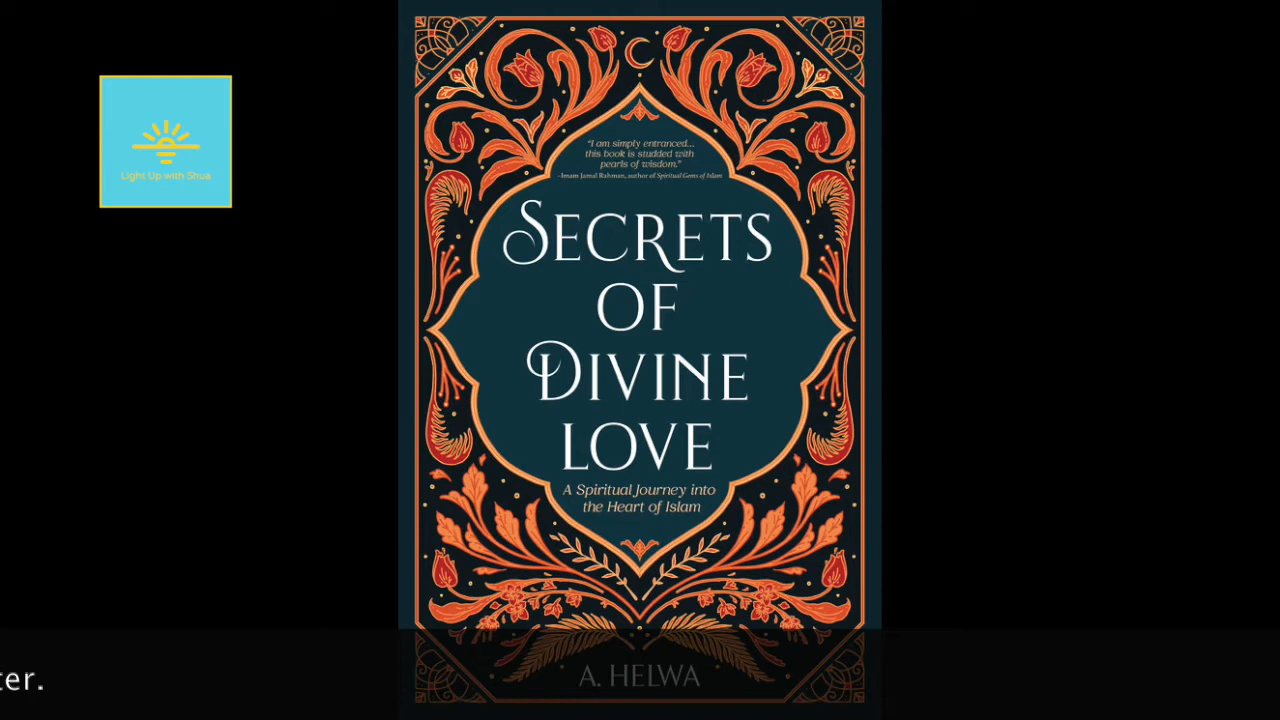 Light Up with Shua
“I am simply entranced...
this book is studded with
pearls of wisdom.”
–Imam Jamal Rahman, author of Spiritual Gems of Islam
SECRETS
OF
DIVINE
LOVE
A Spiritual Journey into
the Heart of Islam
A. HELWA
ter.